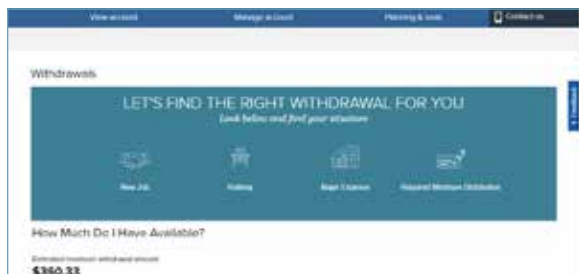 View account
Manage account
Planning & tools
Contact us
Withdrawals
Feedback
LET'S FIND THE RIGHT WITHDRAWAL FOR YOU
Look below and find your situation
New Job
Retiring
Major Expense
Required Minimum Distribution
How Much Do I Have Available?
Estimated maximum withdrawal amount
$360.33